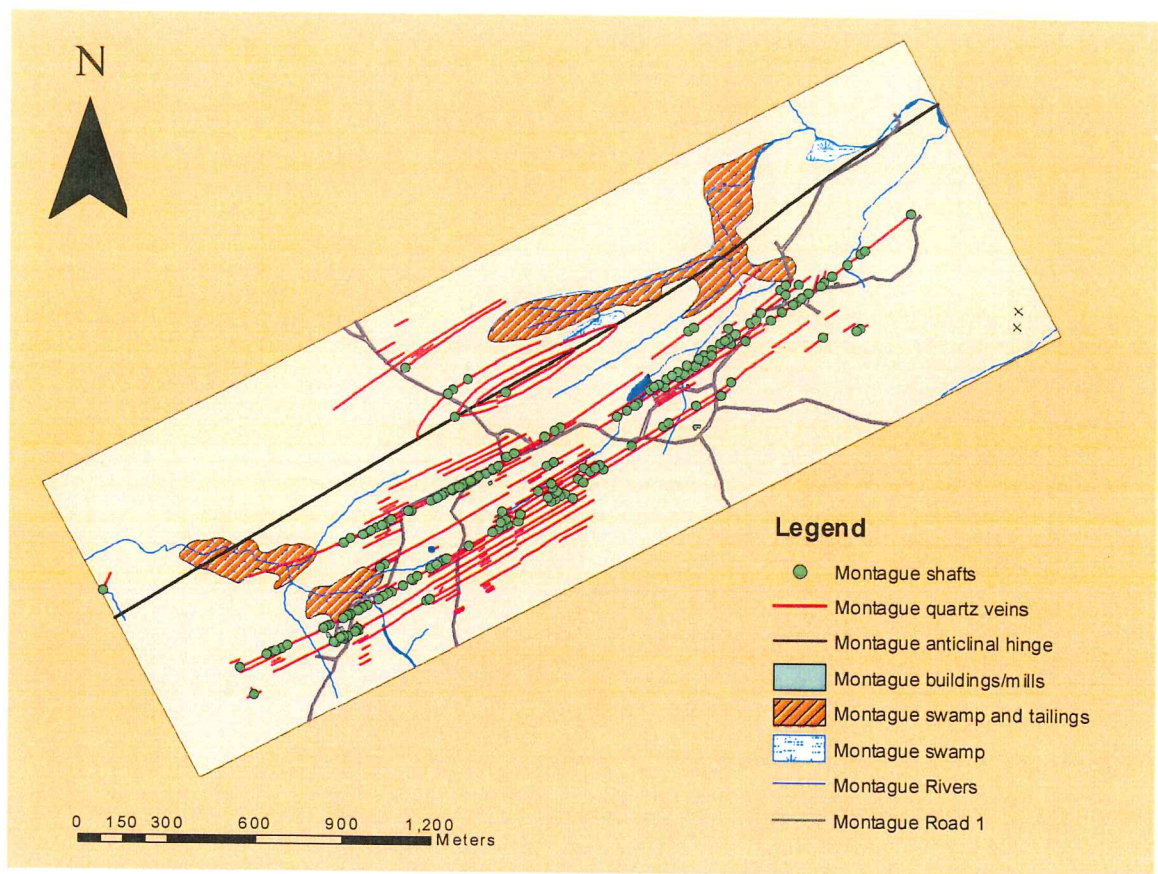 N
Legend
Montague shafts
Montague quartz veins
Montague anticlinal hinge
Montague buildings/mills
Montague swamp and tailings
Montague swamp
Montague Rivers
Montague Road 1
0 150 300 600 900 1,200
Meters